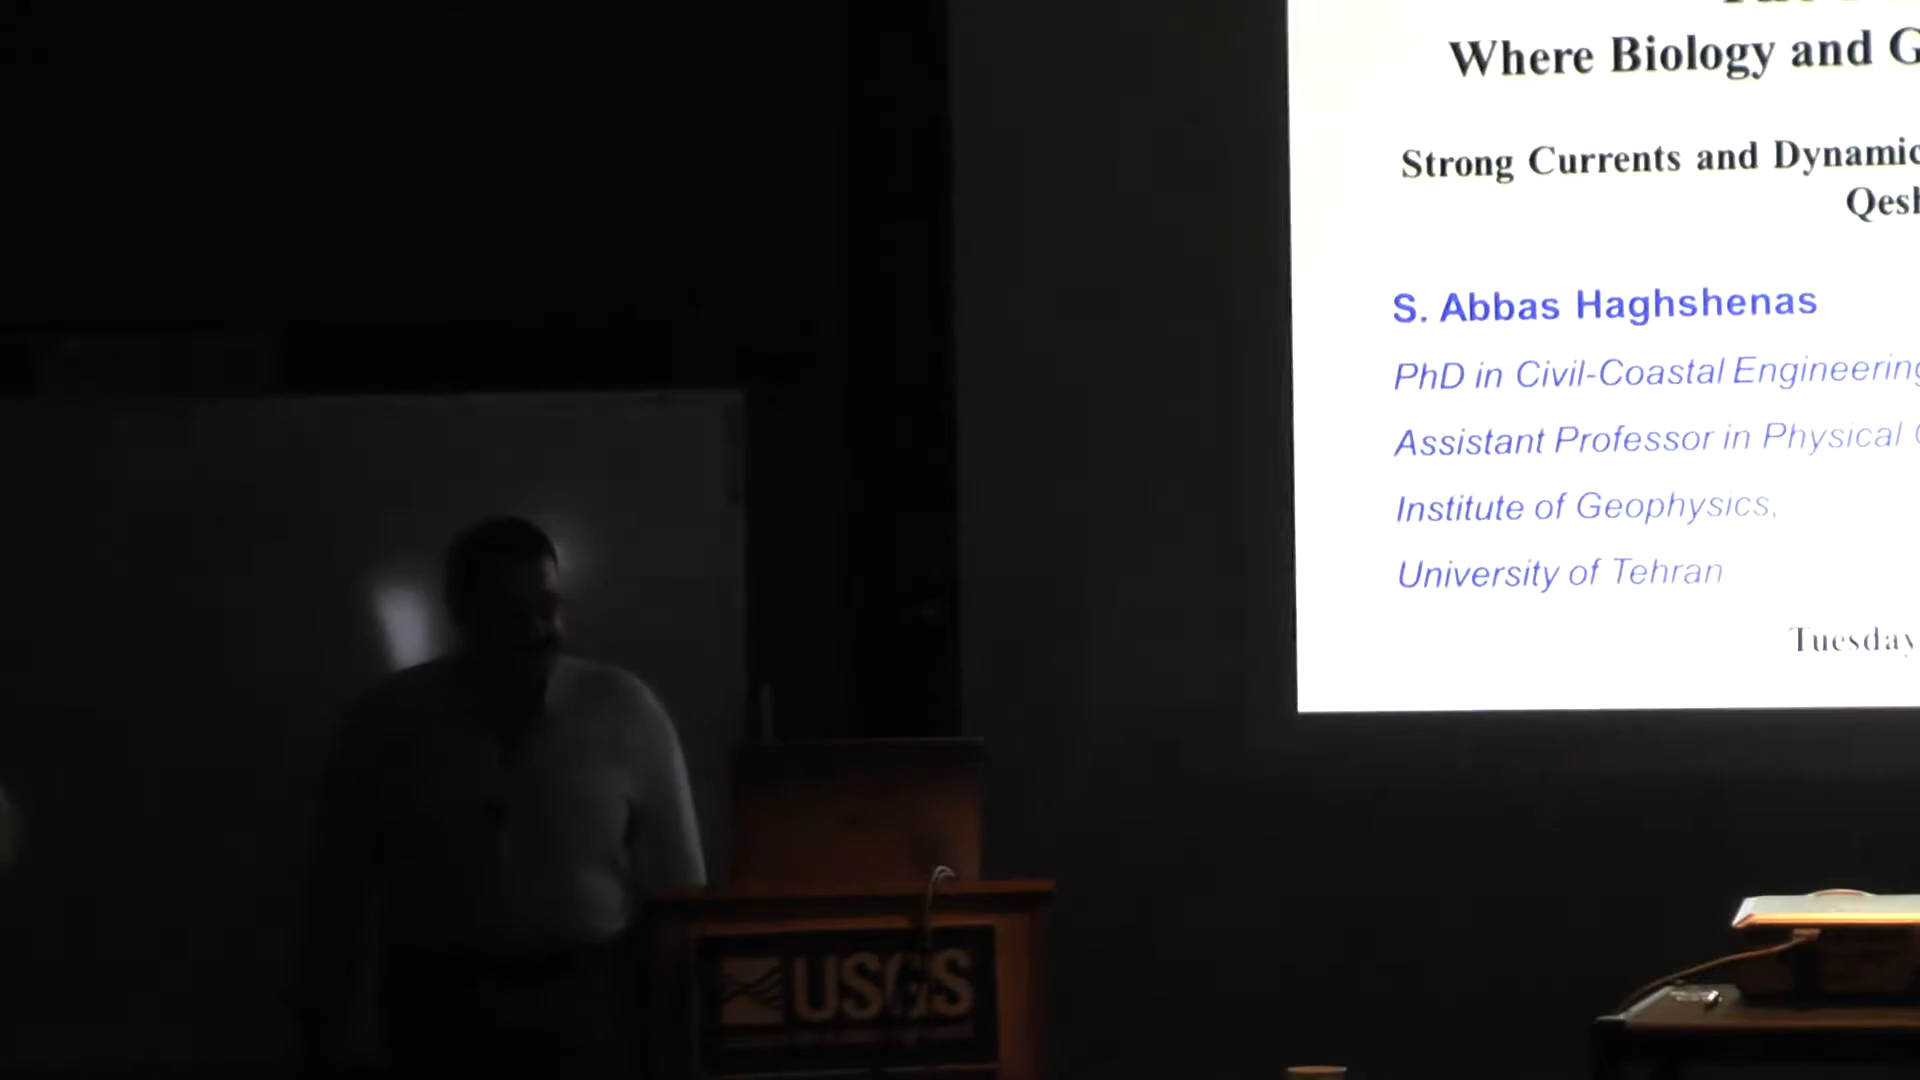 Where Biology and G
Strong Currents and Dynamic
Qesh
S. Abbas Haghshenas
PhD in Civil-Coastal Engineering
Assistant Professor in Physical
Institute of Geophysics,
University of Tehran
Tuesday
USGS